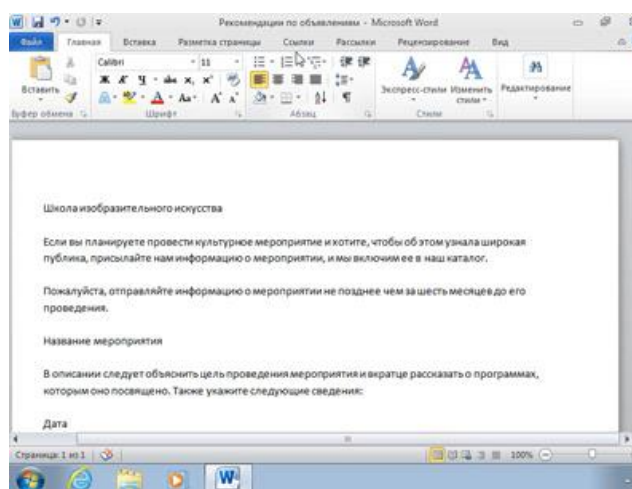 Рекомендации по объявлениям - Microsoft Word
Файл Главная Вставка Разметка страницы Ссылки Рассылки Рецензирование Вид
Calibri 11
Ж К Ч abc x, x²
Aa A A
Вставить Экспресс-стили Изменить стили Редактирование
Буфер обмена Шрифт Абзац Стили
Школа изобразительного искусства
Если вы планируете провести культурное мероприятие и хотите, чтобы об этом узнала широкая
публика, присылайте нам информацию о мероприятии, и мы включим ее в наш каталог.
Пожалуйста, отправляйте информацию о мероприятии не позднее чем за шесть месяцев до его
проведения.
Название мероприятия
В описании следует объяснить цель проведения мероприятия и вкратце рассказать о программах,
которым оно посвящено. Также укажите следующие сведения:
Дата
Страница: 1 из 1 100%